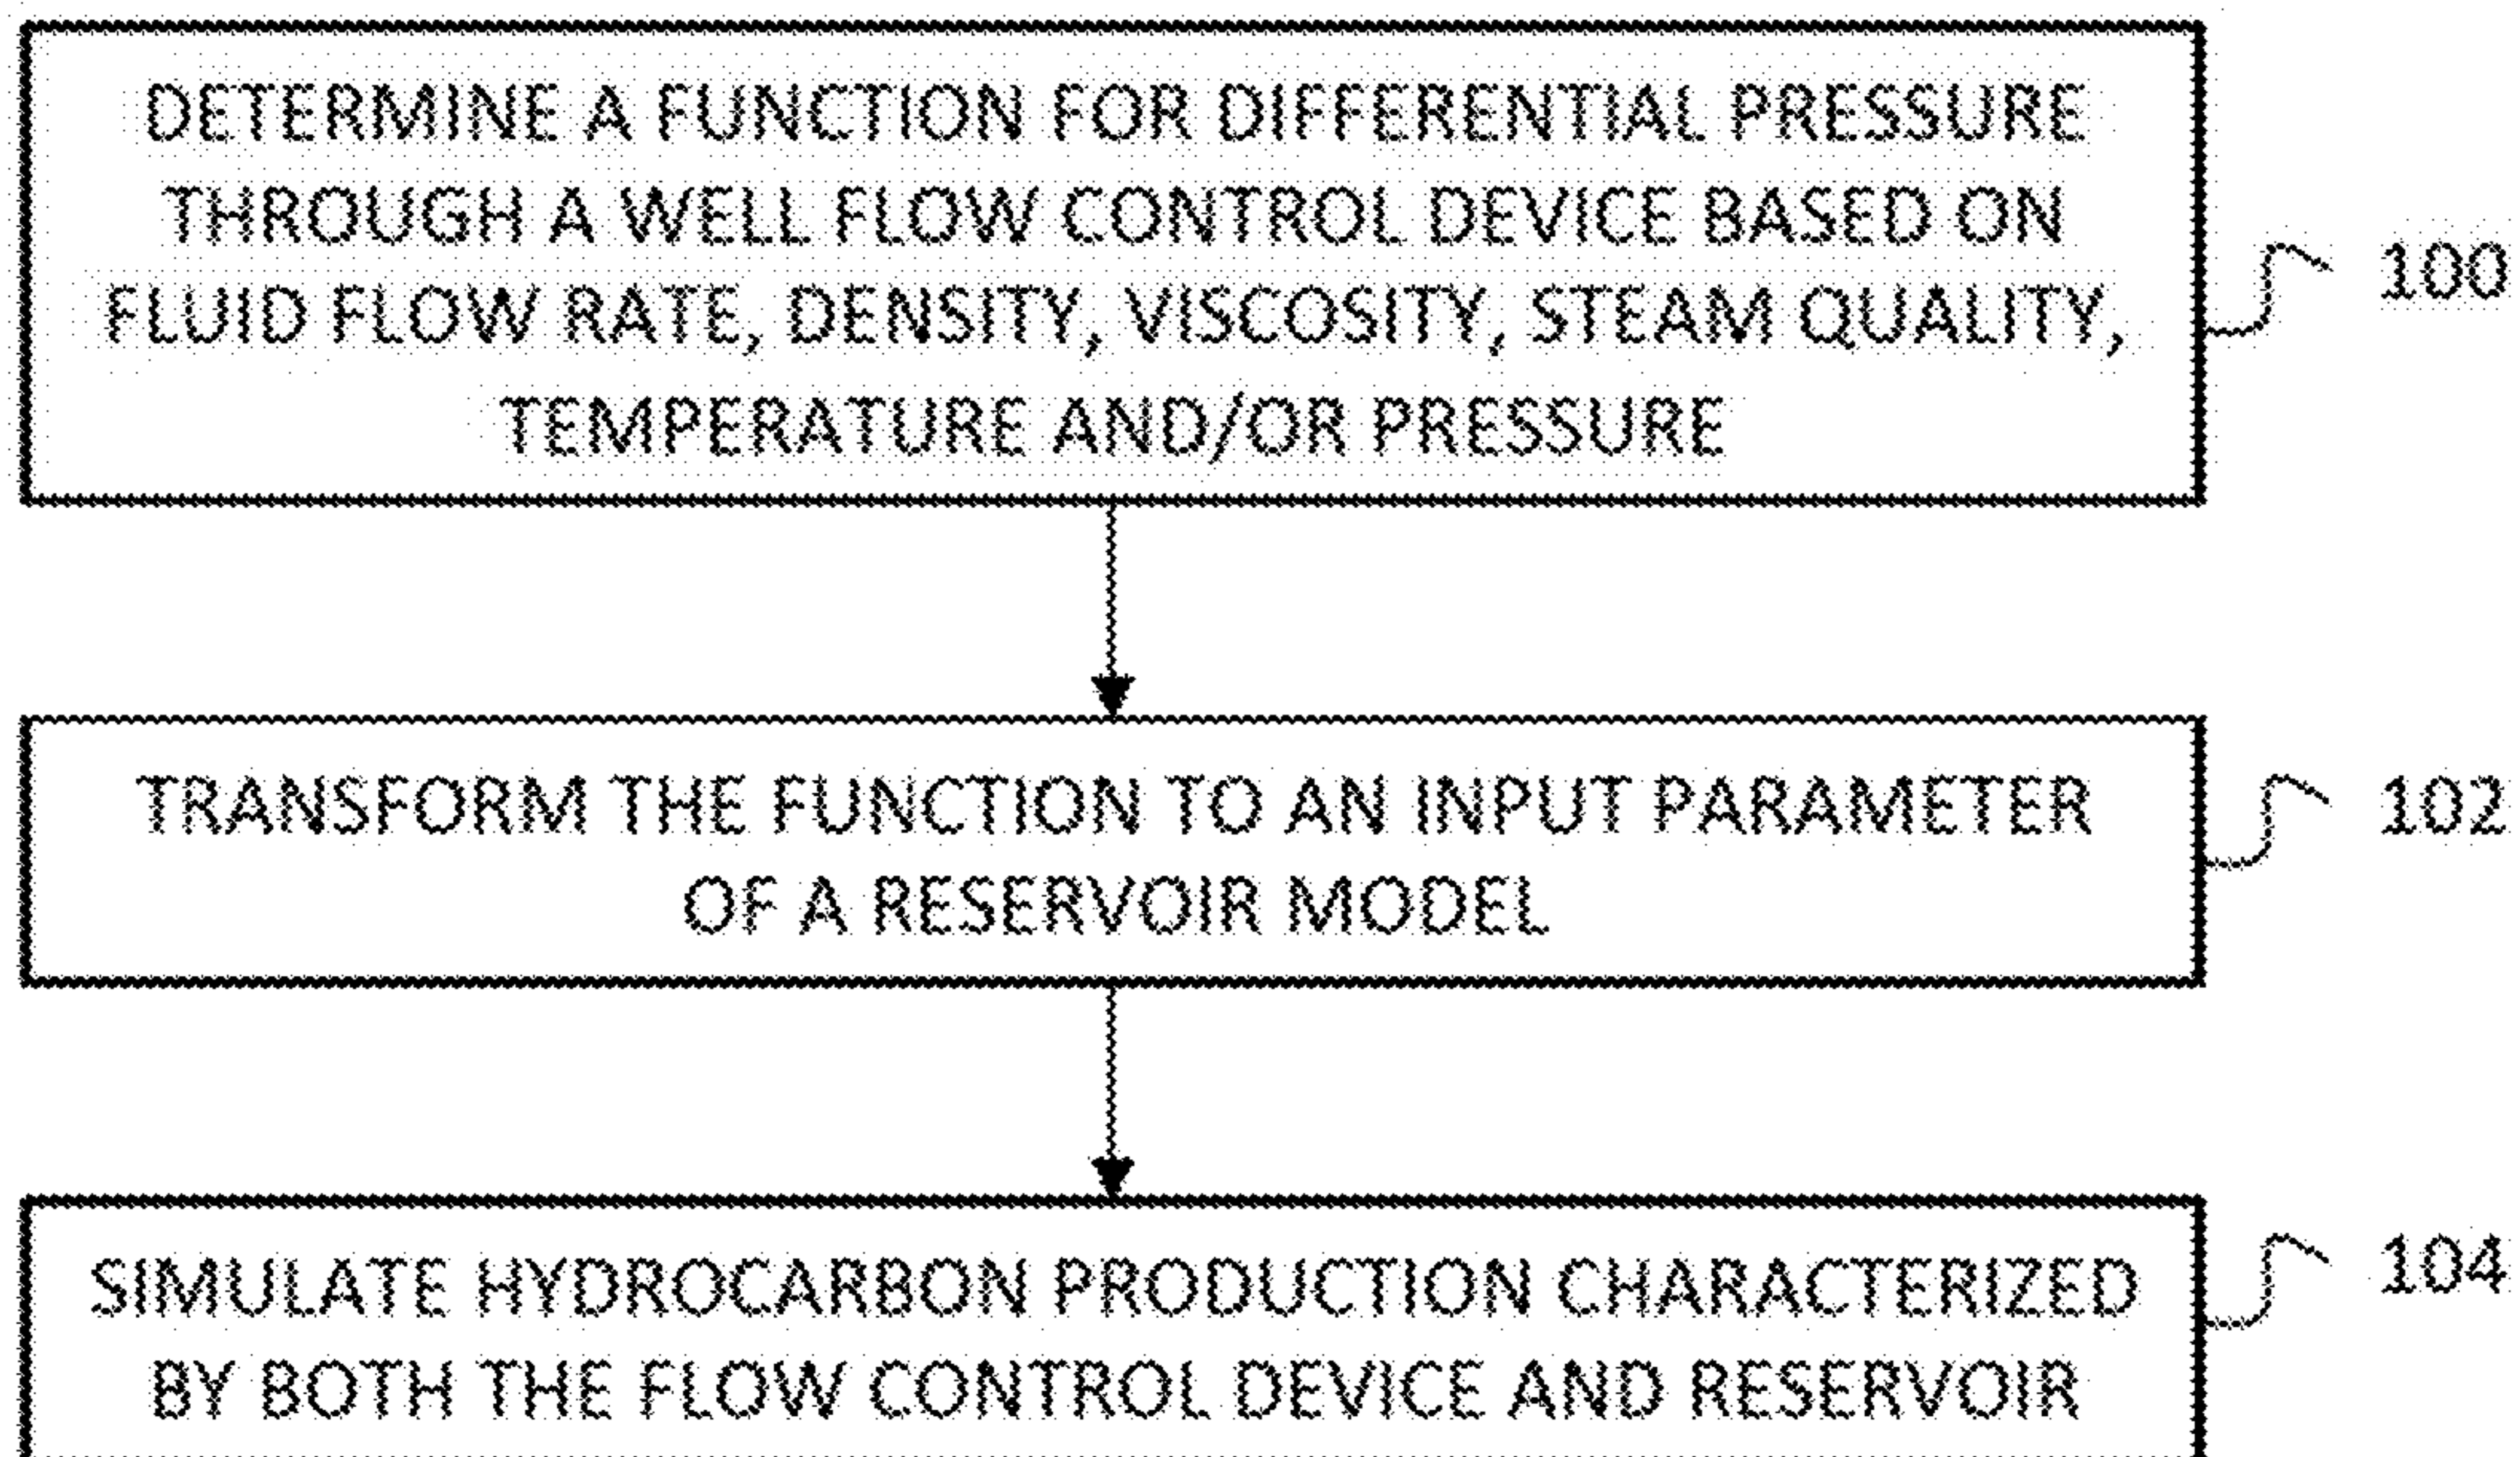 DETERMINE A FUNCTION FOR DIFFERENTIAL PRESSURE
THROUGH A WELL FLOW CONTROL DEVICE BASED ON
FLUID FLOW RATE, DENSITY, VISCOSITY, STEAM QUALITY,
TEMPERATURE AND/OR PRESSURE
100
TRANSFORM THE FUNCTION TO AN INPUT PARAMETER
OF A RESERVOIR MODEL
102
SIMULATE HYDROCARBON PRODUCTION CHARACTERIZED
BY BOTH THE FLOW CONTROL DEVICE AND RESERVOIR
104